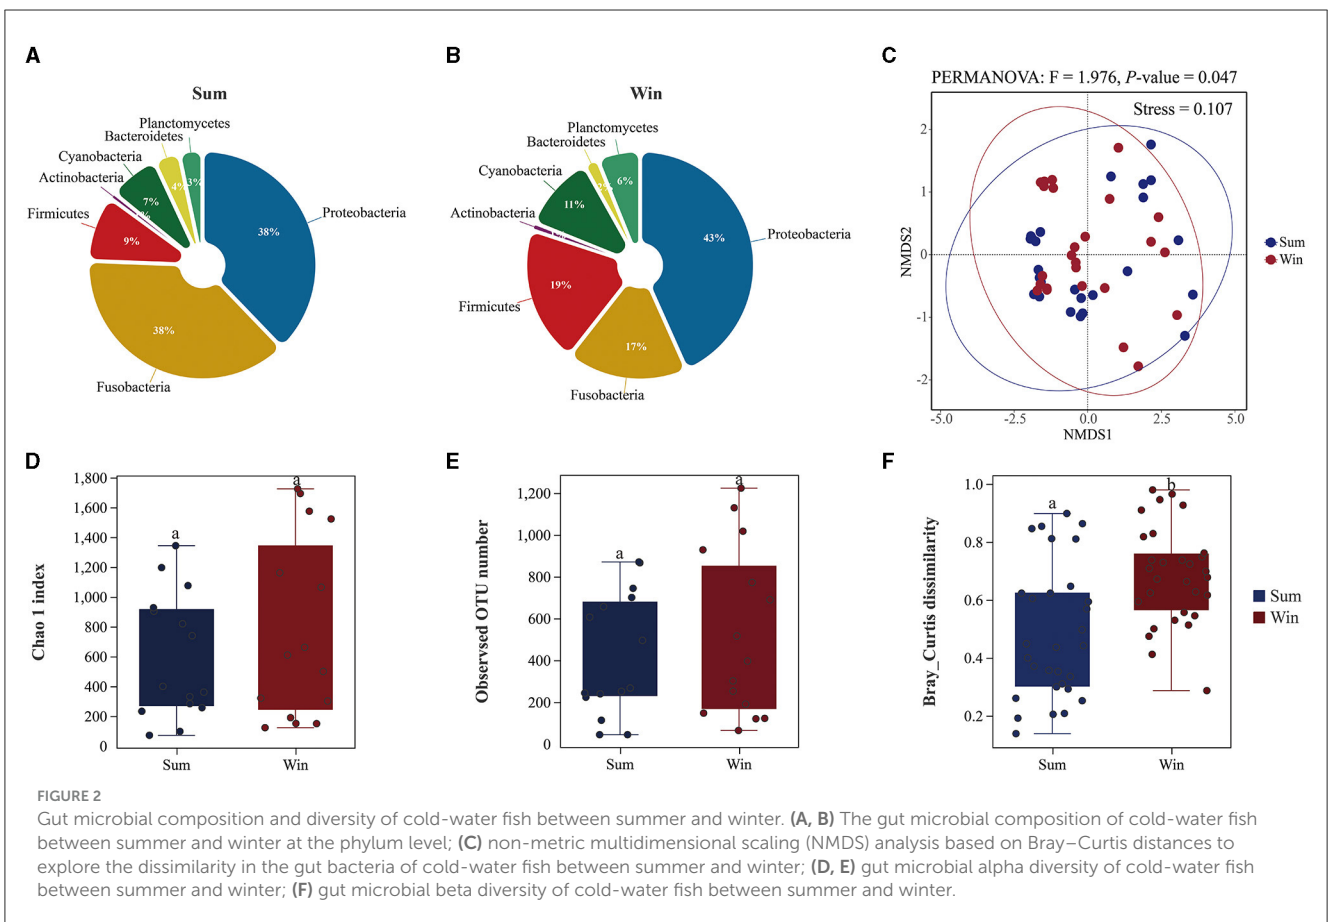 A
Sum
Planctomycetes
Bacteroidetes
Cyanobacteria
Actinobacteria
Firmicutes
Proteobacteria
Fusobacteria
3%
4%
7%
9%
38%
38%
B
Win
Planctomycetes
Bacteroidetes
Cyanobacteria
Actinobacteria
Firmicutes
Proteobacteria
Fusobacteria
6%
11%
43%
19%
17%
C
PERMANOVA: F = 1.976, P-value = 0.047
Stress = 0.107
NMDS2
2
1
0
-1
-2
-5.0 -2.5 0.0 2.5 5.0
NMDS1
Sum
Win
D
Chao 1 index
1,800
1,600
1,400
1,200
1,000
800
600
400
200
0
a
a
Sum Win
E
Observsed OTU number
1,200
1,000
800
600
400
200
0
a
a
Sum Win
F
Bray_Curtis dissimilarity
1.0
0.8
0.6
0.4
0.2
a
b
Sum Win
Sum
Win
FIGURE 2
Gut microbial composition and diversity of cold-water fish between summer and winter. (A, B) The gut microbial composition of cold-water fish
between summer and winter at the phylum level; (C) non-metric multidimensional scaling (NMDS) analysis based on Bray–Curtis distances to
explore the dissimilarity in the gut bacteria of cold-water fish between summer and winter; (D, E) gut microbial alpha diversity of cold-water fish
between summer and winter; (F) gut microbial beta diversity of cold-water fish between summer and winter.